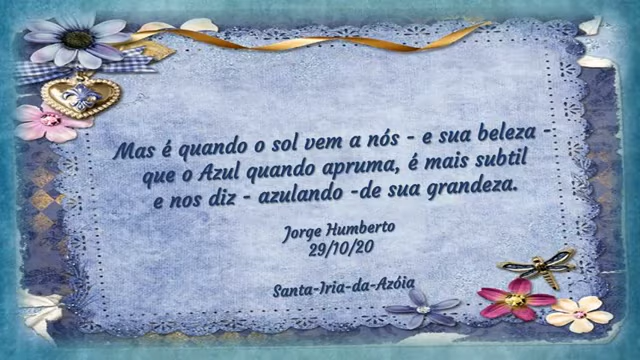 Mas é quando o sol vem a nós - e sua beleza -
que o Azul quando apruma, é mais subtil
e nos diz - azulando -de sua grandeza.
Jorge Humberto
29/10/20
Santa-Iria-da-Azóia